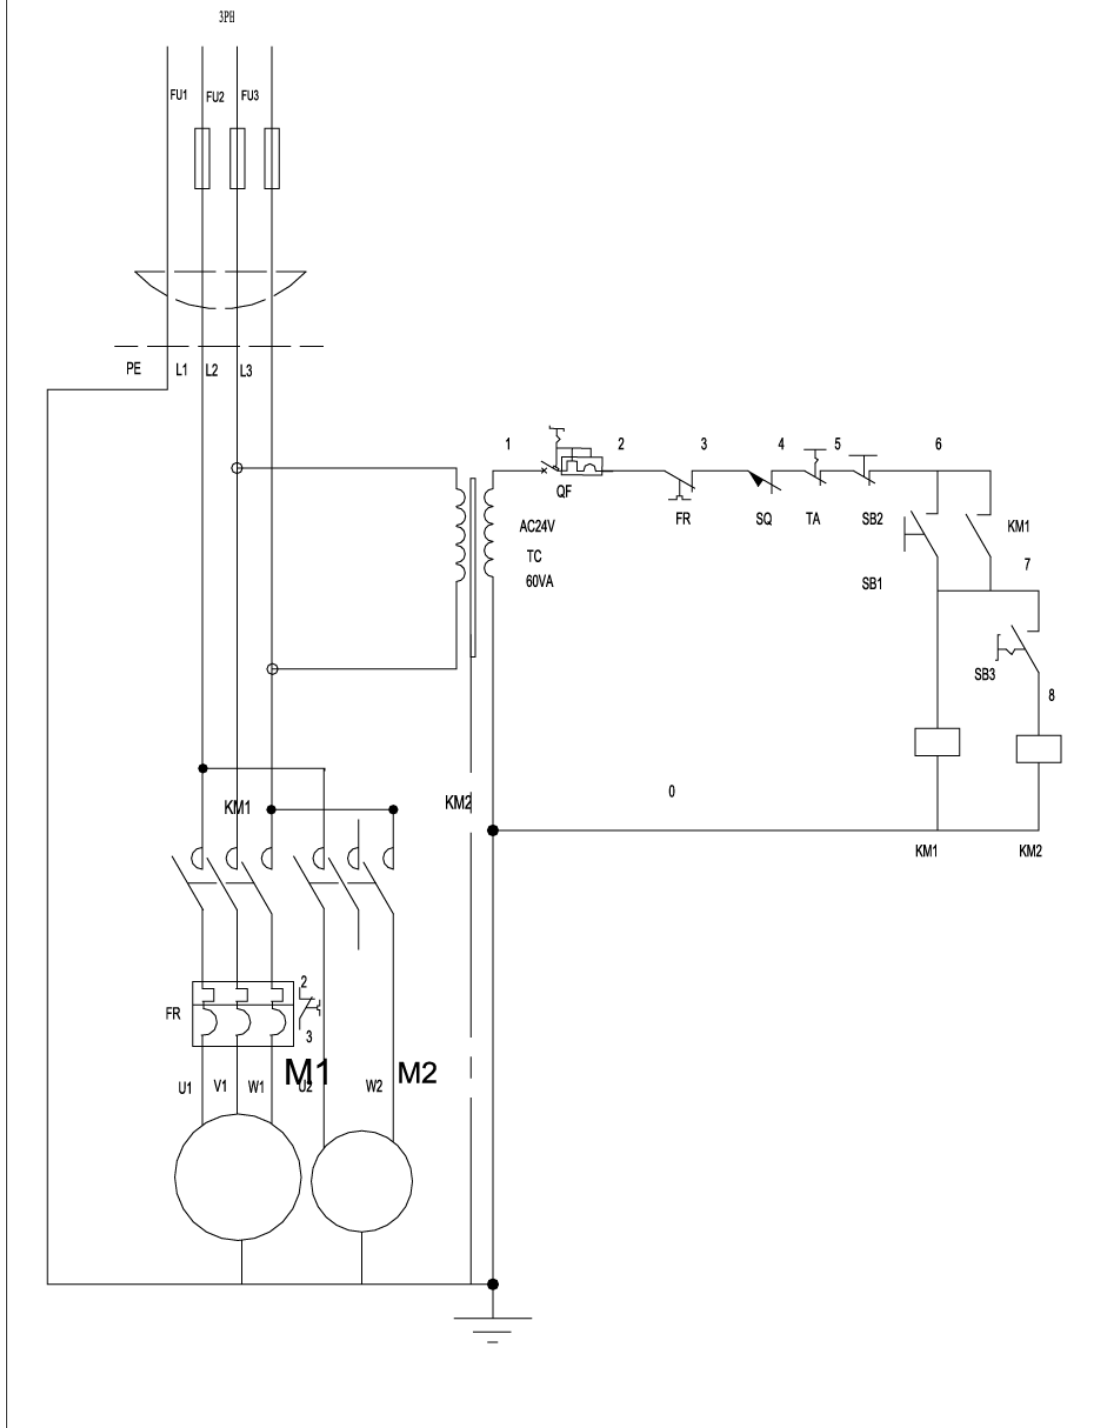 3PH
FU1 FU2 FU3
PE L1 L2 L3
1 2 3 4 5 6
QF
FR SQ TA SB2 KM1
AC24V
TC
60VA
7
SB1
SB3
8
0
KM1 KM2
KM1 KM2
2
FR
3
M1 M2
U1 V1 W1 U2 W2